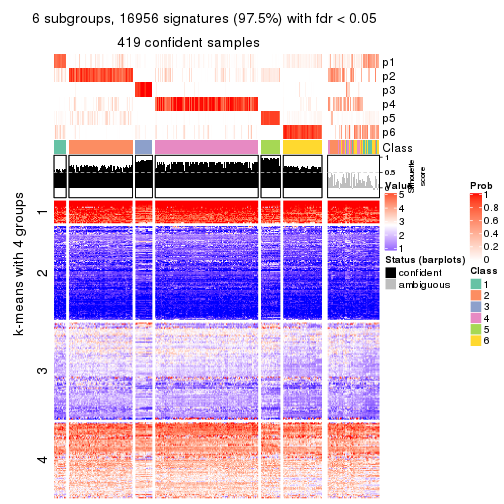 6 subgroups, 16956 signatures (97.5%) with fdr < 0.05
419 confident samples
p1
p2
p3
p4
p5
p6
Class
1
0.5
0
Silhouette
score
k-means with 4 groups
1
2
3
4
Value
5
4
3
2
1
Status (barplots)
confident
ambiguous
Prob
1
0.8
0.6
0.4
0.2
0
Class
1
2
3
4
5
6